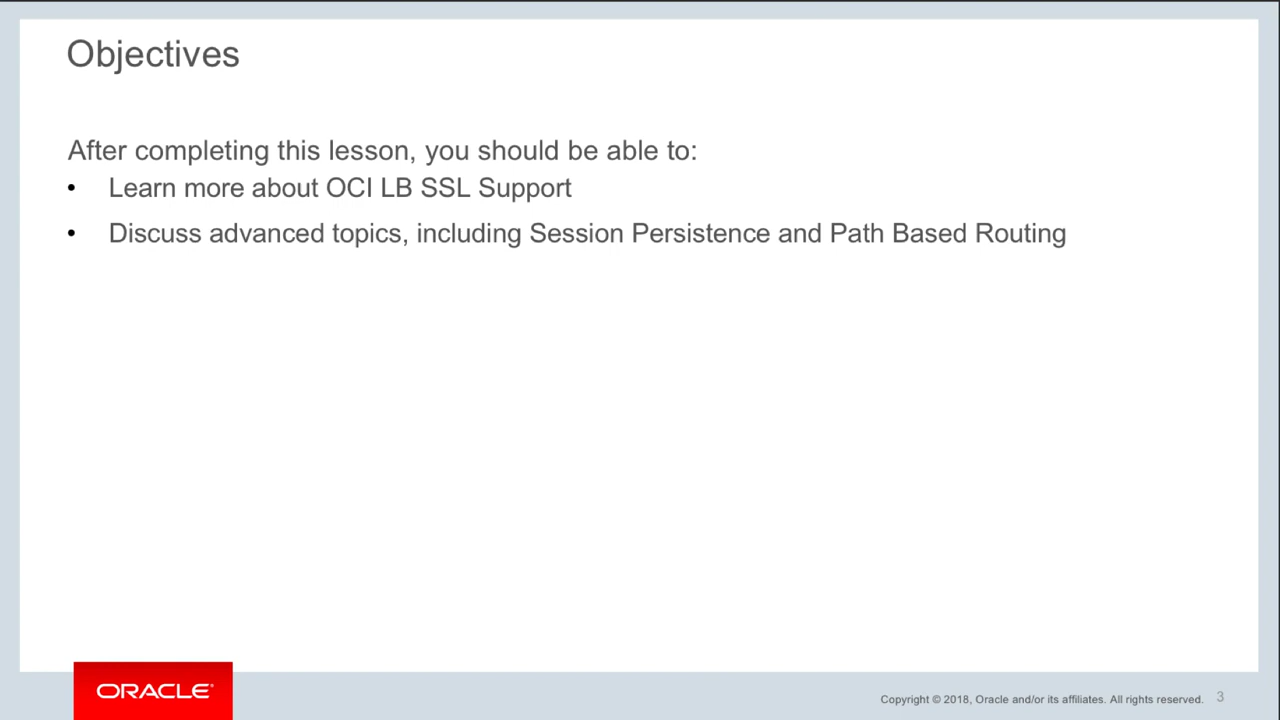 Objectives
After completing this lesson, you should be able to:
• Learn more about OCI LB SSL Support
• Discuss advanced topics, including Session Persistence and Path Based Routing
ORACLE®
Copyright © 2018, Oracle and/or its affiliates. All rights reserved. 3